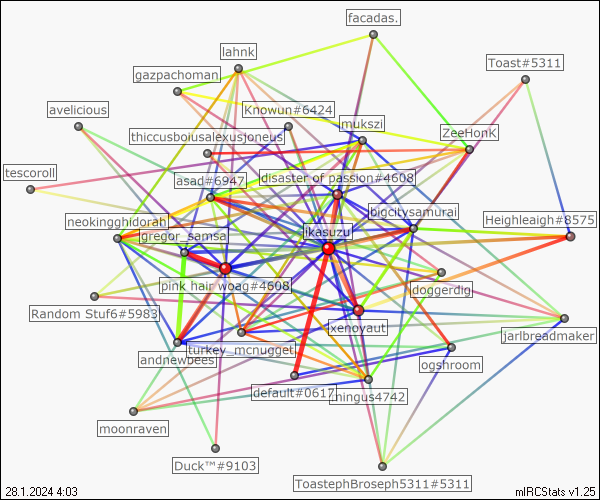 facadas.
lahnk
Toast#5311
gazpachoman
avelicious
Knowun#6424
mukszi
thiccusboiusalexusjoneus
ZeeHonk
tescoroll
asad#6947
disaster of passion#4608
neokingghidorah
bigcitysamurai
Heighleaigh#8575
gregor_samsa
ikasuzu
pink hair woag#4608
doggerdig
Random Stuf6#5983
xenoyaut
jarlbreadmaker
andnewbees
turkey_mcnugget
ogshroom
default#0617
mingus4742
moonraven
Duck™#9103
ToastephBroseph5311#5311
28.1.2024 4:03
mIRCStats v1.25